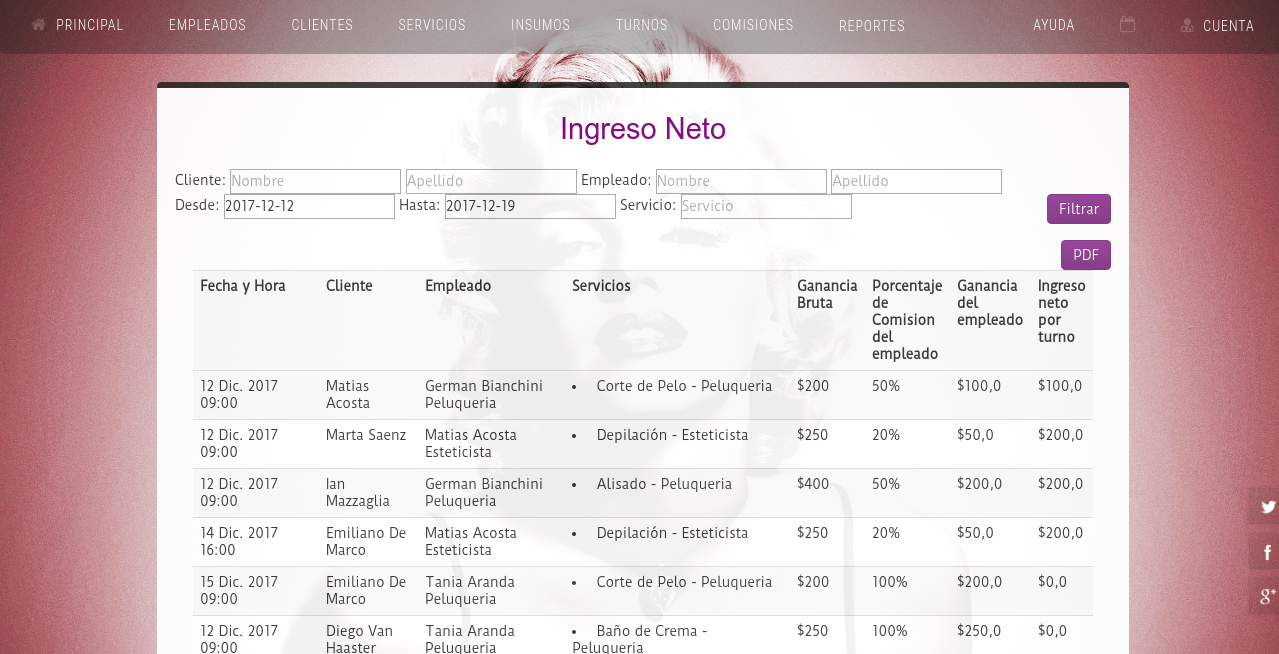 PRINCIPAL EMPLEADOS CLIENTES SERVICIOS INSUMOS TURNOS COMISIONES REPORTES AYUDA CUENTA
Ingreso Neto
Cliente: Nombre Apellido Empleado: Nombre Apellido
Desde: 2017-12-12 Hasta: 2017-12-19 Servicio: Servicio Filtrar
PDF
Fecha y Hora Cliente Empleado Servicios Ganancia Porcentaje Ganancia Ingreso
Bruta de del neto
Comision empleado por
del turno
empleado
12 Dic. 2017 Matias German Bianchini • Corte de Pelo - Peluqueria $200 50% $100,0 $100,0
09:00 Acosta Peluqueria
12 Dic. 2017 Marta Saenz Matias Acosta • Depilación - Esteticista $250 20% $50,0 $200,0
09:00 Esteticista
12 Dic. 2017 Ian German Bianchini • Alisado - Peluqueria $400 50% $200,0 $200,0
09:00 Mazzaglia Peluqueria
14 Dic. 2017 Emiliano De Matias Acosta • Depilación - Esteticista $250 20% $50,0 $200,0
16:00 Marco Esteticista
15 Dic. 2017 Emiliano De Tania Aranda • Corte de Pelo - Peluqueria $200 100% $200,0 $0,0
09:00 Marco Peluqueria
12 Dic. 2017 Diego Van Tania Aranda • Baño de Crema - $250 100% $250,0 $0,0
09:00 Haaster Peluqueria Peluqueria